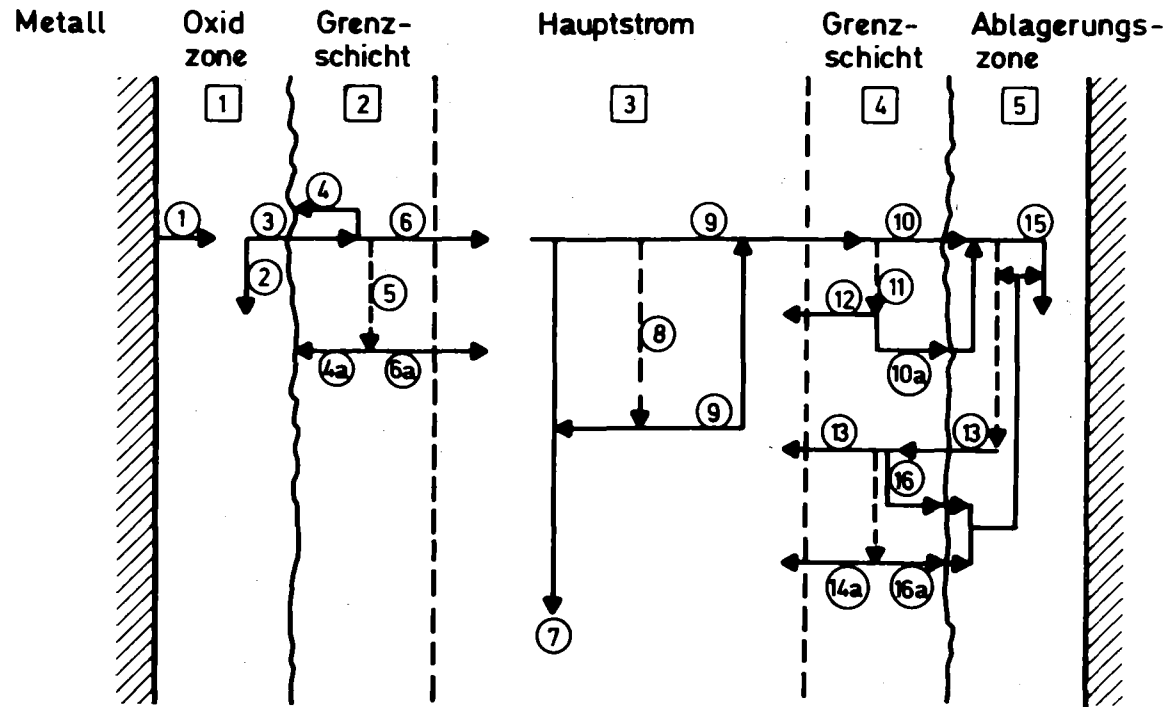 Metall
Oxid
zone
Grenz-
schicht
Hauptstrom
Grenz-
schicht
Ablagerungs-
zone
1
2
3
4
5
1
3
4
6
9
10
15
2
5
12
11
8
4a
6a
10a
9
13
13
16
14a
16a
7